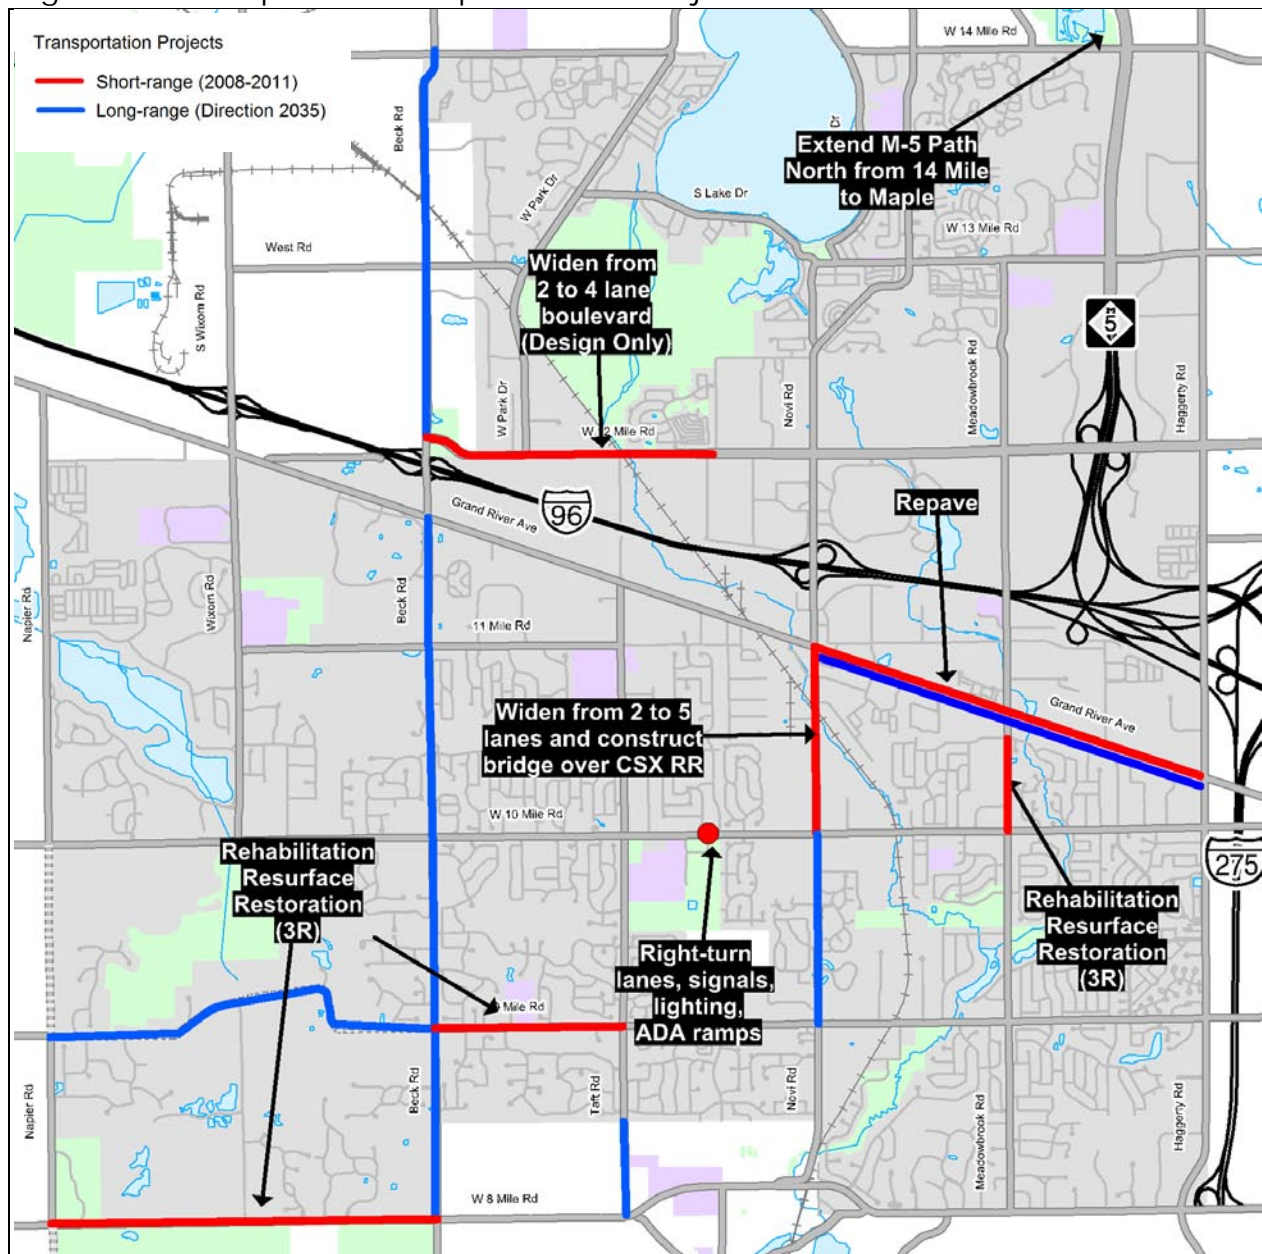 Transportation Projects
Short-range (2008-2011)
Long-range (Direction 2035)
W 14 Mile Rd
Beck Rd
Dr
Extend M-5 Path
North from 14 Mile
to Maple
W Park Dr
S Lake Dr
W 13 Mile Rd
West Rd
Widen from
2 to 4 lane
boulevard
(Design Only)
S Wixom Rd
M
5
W Park Dr
Novi Rd
Meadowbrook Rd
Haggerty Rd
W 12 Mile Rd
Grand River Ave
96
Repave
Napier Rd
Wixom Rd
Beck Rd
11 Mile Rd
Widen from 2 to 5
lanes and construct
bridge over CSX RR
Grand River Ave
W 10 Mile Rd
275
Rehabilitation
Resurface
Restoration
(3R)
Rehabilitation
Resurface
Restoration
(3R)
Right-turn
lanes, signals,
lighting,
ADA ramps
9 Mile Rd
Napier Rd
Beck Rd
Taft Rd
Novi Rd
Meadowbrook Rd
Haggerty Rd
W 8 Mile Rd